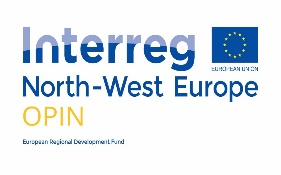 Interreg
EUROPEAN UNION
North-West Europe
OPIN
European Regional Development Fund